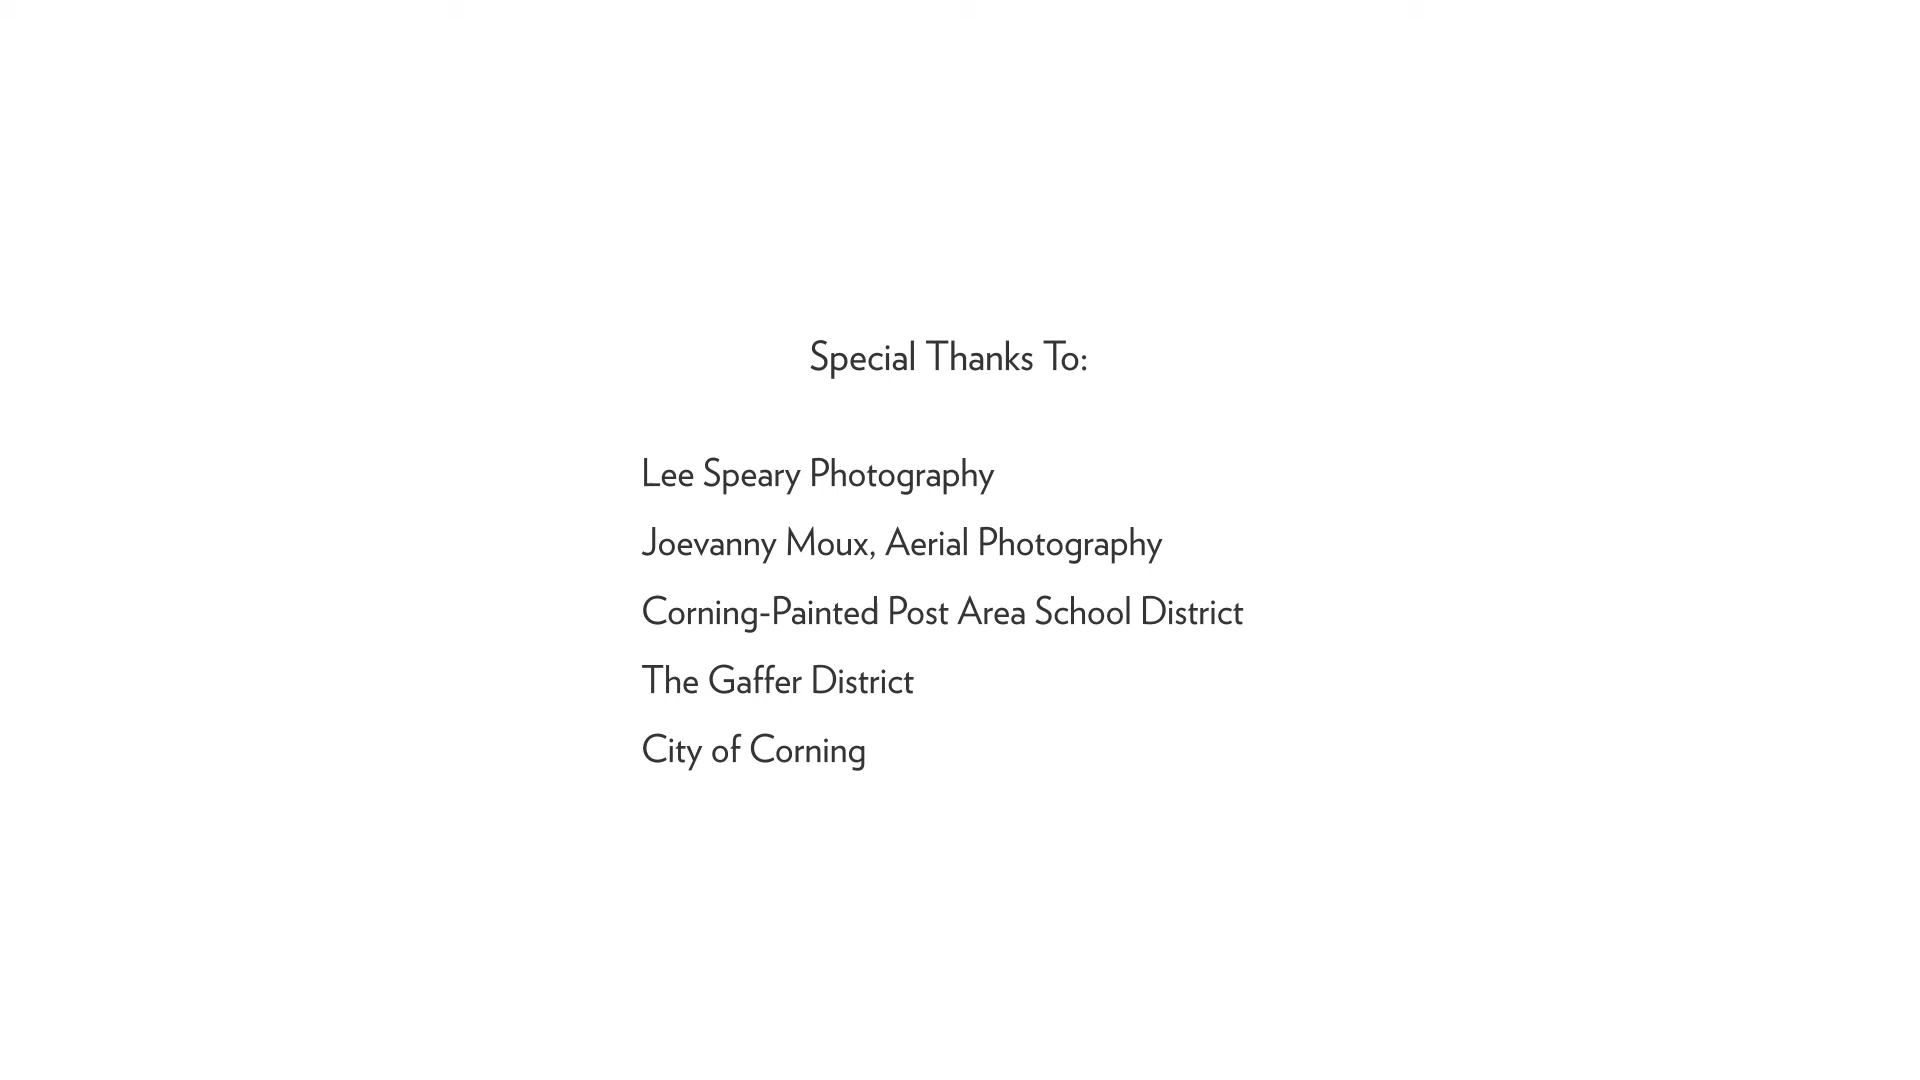 Special Thanks To:
Lee Speary Photography
Joevanny Moux, Aerial Photography
Corning-Painted Post Area School District
The Gaffer District
City of Corning